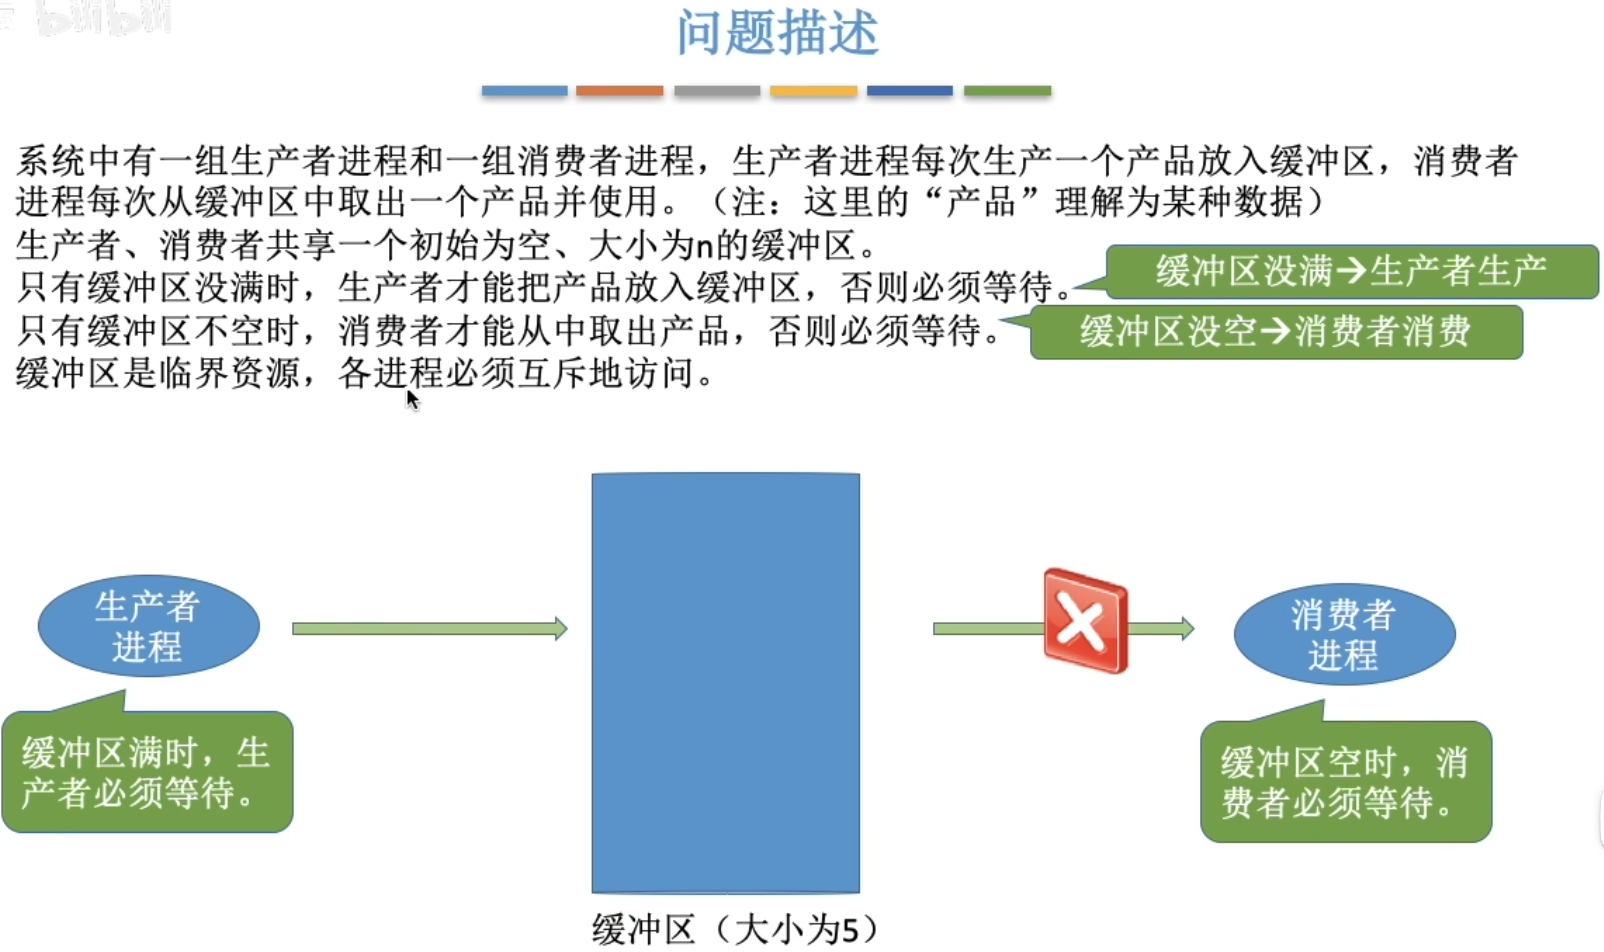 bilibili
问题描述
系统中有一组生产者进程和一组消费者进程，生产者进程每次生产一个产品放入缓冲区，消费者
进程每次从缓冲区中取出一个产品并使用。（注：这里的“产品”理解为某种数据）
生产者、消费者共享一个初始为空、大小为n的缓冲区。
只有缓冲区没满时，生产者才能把产品放入缓冲区，否则必须等待。
缓冲区没满→生产者生产
只有缓冲区不空时，消费者才能从中取出产品，否则必须等待。
缓冲区没空→消费者消费
缓冲区是临界资源，各进程必须互斥地访问。
生产者
进程
消费者
进程
缓冲区满时，生
产者必须等待。
缓冲区空时，消
费者必须等待。
缓冲区（大小为5）